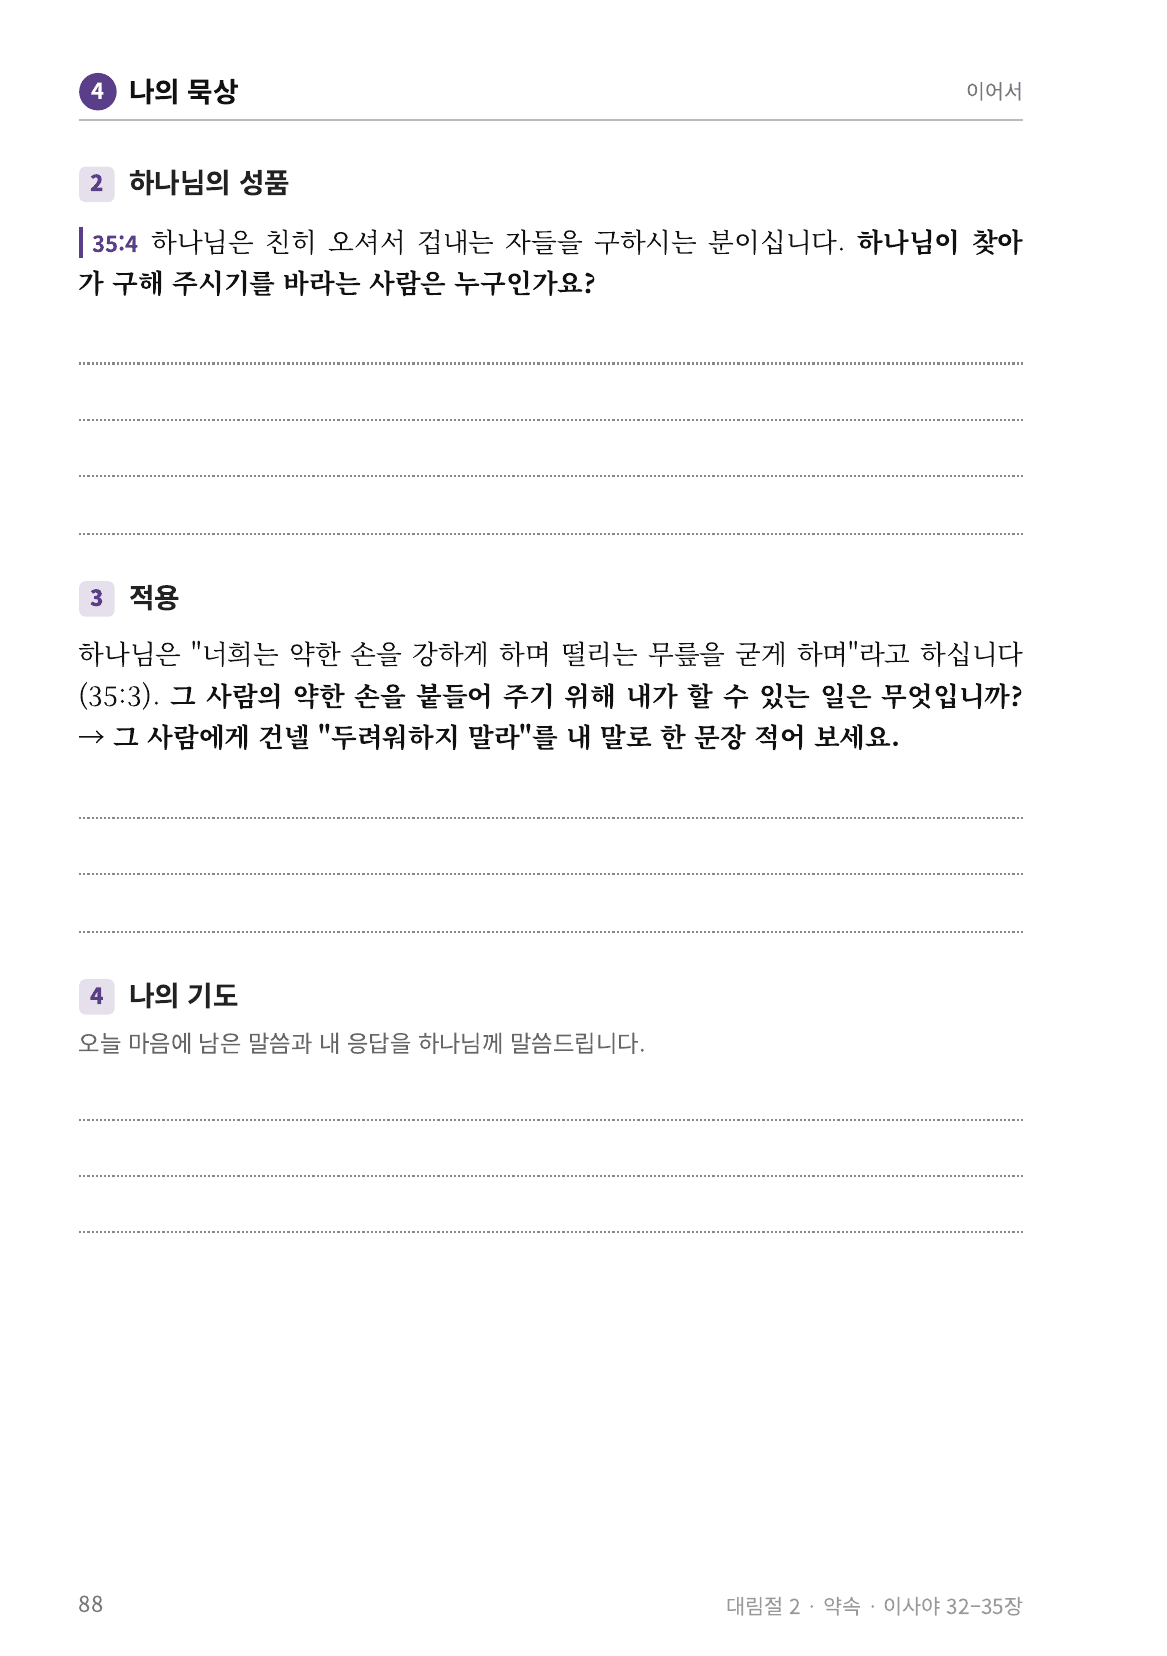 4 나의 묵상 이어서
2 하나님의 성품
35:4 하나님은 친히 오셔서 겁내는 자들을 구하시는 분이십니다. 하나님이 찾아
가 구해 주시기를 바라는 사람은 누구인가요?
3 적용
하나님은 "너희는 약한 손을 강하게 하며 떨리는 무릎을 굳게 하며"라고 하십니다
(35:3). 그 사람의 약한 손을 붙들어 주기 위해 내가 할 수 있는 일은 무엇입니까?
→ 그 사람에게 건넬 "두려워하지 말라"를 내 말로 한 문장 적어 보세요.
4 나의 기도
오늘 마음에 남은 말씀과 내 응답을 하나님께 말씀드립니다.
88 대림절 2 · 약속 · 이사야 32–35장